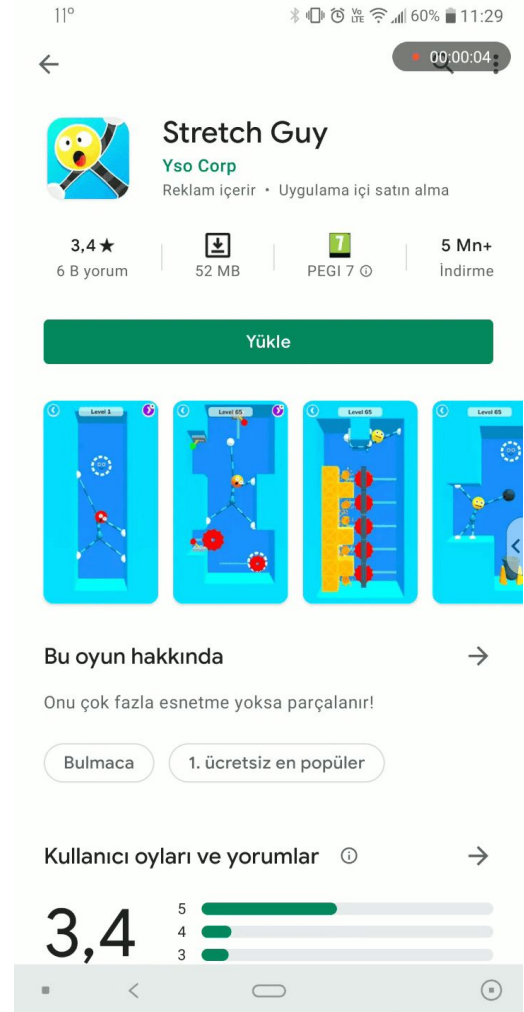 11°
Vo LTE 60% 11:29
00:00:04
Stretch Guy
Yso Corp
Reklam içerir • Uygulama içi satın alma
3,4★
6 B yorum
52 MB
7
PEGI 7
5 Mn+
İndirme
Yükle
Level 1
Level 65
Level 65
Level 65
Bu oyun hakkında
Onu çok fazla esnetme yoksa parçalanır!
Bulmaca
1. ücretsiz en popüler
Kullanıcı oyları ve yorumlar
3,4
5
4
3